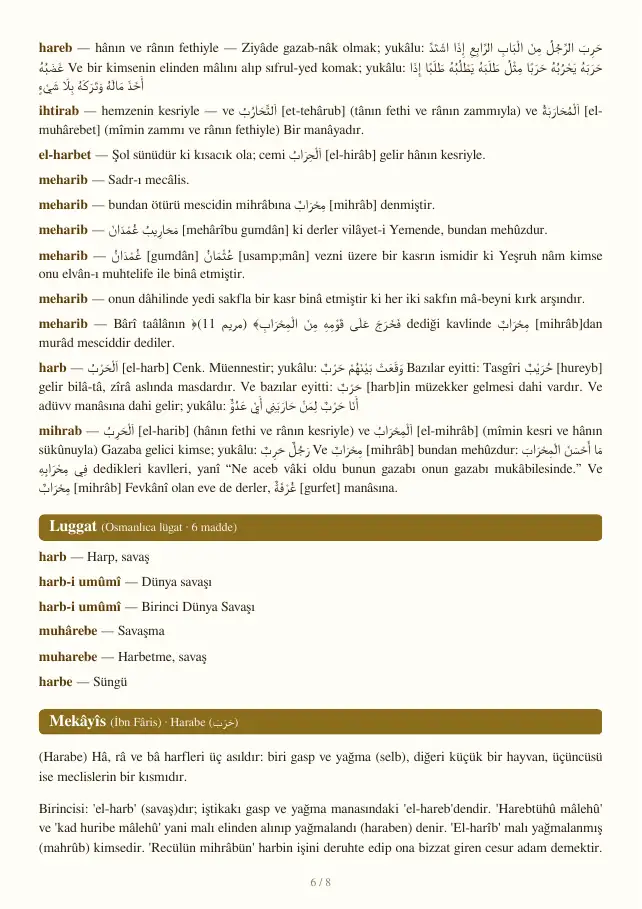 hareb — hânın ve rânın fethiyle — Ziyâde gazab-nâk olmak; yukâlu: حَرِبَ الرَّجُلُ مِنَ الْبَابِ الرَّابِعِ إِذَا اشْتَدَّ
غَضَبُهُ Ve bir kimsenin elinden mâlını alıp sıfrul-yed komak; yukâlu: حَرَبَهُ يَحْرُبُهُ حَرَبًا مِثْلُ طَلَبَهُ يَطْلُبُهُ طَلَبًا إِذَا
أَخَذَ مَالَهُ وَتَرَكَهُ بِلَا شَيْءٍ
ihtirab — hemzenin kesriyle — ve اَلتَّحَارُبُ [et-tehârub] (tânın fethi ve rânın zammıyla) ve اَلْمُحَارَبَةُ [el-
muhârebet] (mîmin zammı ve rânın fethiyle) Bir manâyadır.
el-harbet — Şol sünüdür ki kısacık ola; cemi اَلْحِرَابُ [el-hirâb] gelir hânın kesriyle.
meharib — Sadr-ı mecâlis.
meharib — bundan ötürü mescidin mihrâbına مِحْرَابٌ [mihrâb] denmiştir.
meharib — مَحَارِيبُ غُمْدَانَ [mehârîbu gumdân] ki derler vilâyet-i Yemende, bundan mehûzdur.
meharib — غُمْدَانُ [gumdân] عُثْمَانُ [usamp;mân] vezni üzere bir kasrın ismidir ki Yeşruh nâm kimse
onu elvân-ı muhtelife ile binâ etmiştir.
meharib — onun dâhilinde yedi sakfla bir kasr binâ etmiştir ki her iki sakfın mâ-beyni kırk arşındır.
meharib — Bârî taâlânın ﴿فَخَرَجَ عَلَى قَوْمِهِ مِنَ الْمِحْرَابِ﴾ (مريم 11) dediği kavlinde مِحْرَابٌ [mihrâb]dan
murâd mesciddir dediler.
harb — اَلْحَرْبُ [el-harb] Cenk. Müennestir; yukâlu: وَقَعَتْ بَيْنَهُمْ حَرْبٌ Bazılar eyitti: Tasgîri حُرَيْبٌ [hureyb]
gelir bilâ-tâ, zîrâ aslında masdardır. Ve bazılar eyitti: حَرْبٌ [harb]in müzekker gelmesi dahi vardır. Ve
adüvv manâsına dahi gelir; yukâlu: أَنَا حَرْبٌ لِمَنْ حَارَبَنِي أَيْ عَدُوٌّ
mihrab — اَلْحَرِبُ [el-harib] (hânın fethi ve rânın kesriyle) ve اَلْمِحْرَابُ [el-mihrâb] (mîmin kesri ve hânın
sükûnuyla) Gazaba gelici kimse; yukâlu: رَجُلٌ حَرِبٌ Ve مِحْرَابٌ [mihrâb] bundan mehûzdur: مَا أَحْسَنَ الْمِحْرَابَ
فِي مِحْرَابِهِ dedikleri kavlleri, yanî “Ne aceb vâki oldu bunun gazabı onun gazabı mukâbilesinde.” Ve
مِحْرَابٌ [mihrâb] Fevkânî olan eve de derler, غُرْفَةٌ [gurfet] manâsına.
Luggat (Osmanlıca lügat · 6 madde)
harb — Harp, savaş
harb-i umûmî — Dünya savaşı
harb-i umûmî — Birinci Dünya Savaşı
muhârebe — Savaşma
muharebe — Harbetme, savaş
harbe — Süngü
Mekâyîs (İbn Fâris) · Harabe (حَرَبَ)
(Harabe) Hâ, râ ve bâ harfleri üç asıldır: biri gasp ve yağma (selb), diğeri küçük bir hayvan, üçüncüsü
ise meclislerin bir kısmıdır.
Birincisi: 'el-harb' (savaş)dır; iştikakı gasp ve yağma manasındaki 'el-hareb'dendir. 'Harebtühû mâlehû'
ve 'kad huribe mâlehû' yani malı elinden alınıp yağmalandı (haraben) denir. 'El-harîb' malı yağmalanmış
(mahrûb) kimsedir. 'Recülün mihrâbün' harbin işini deruhte edip ona bizzat giren cesur adam demektir.
6 / 8